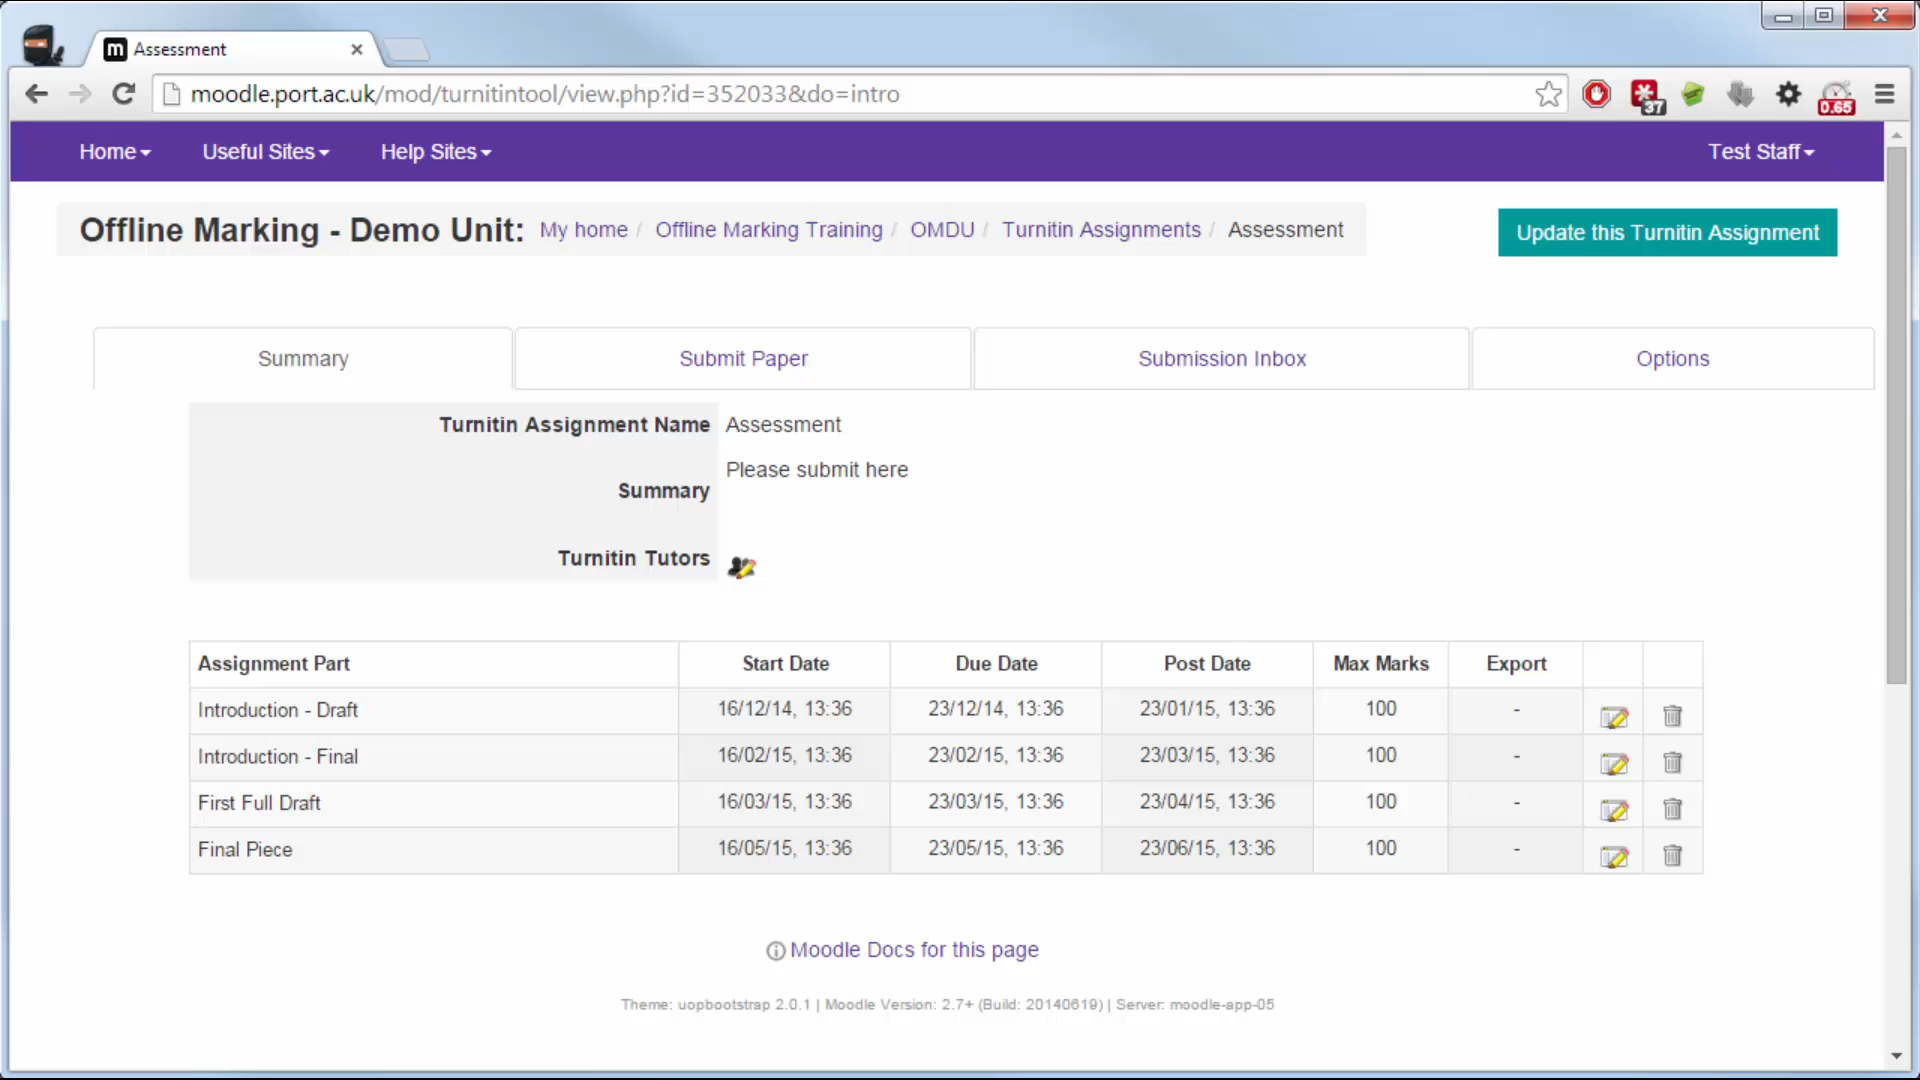 Assessment
moodle.port.ac.uk/mod/turnitintool/view.php?id=352033&do=intro
37
0.65
Home Useful Sites Help Sites Test Staff
Offline Marking - Demo Unit: My home / Offline Marking Training / OMDU / Turnitin Assignments / Assessment
Update this Turnitin Assignment
Summary Submit Paper Submission Inbox Options
Turnitin Assignment Name Assessment
Please submit here
Summary
Turnitin Tutors
Assignment Part Start Date Due Date Post Date Max Marks Export
Introduction - Draft 16/12/14, 13:36 23/12/14, 13:36 23/01/15, 13:36 100 -
Introduction - Final 16/02/15, 13:36 23/02/15, 13:36 23/03/15, 13:36 100 -
First Full Draft 16/03/15, 13:36 23/03/15, 13:36 23/04/15, 13:36 100 -
Final Piece 16/05/15, 13:36 23/05/15, 13:36 23/06/15, 13:36 100 -
Moodle Docs for this page
Theme: uopbootstrap 2.0.1 | Moodle Version: 2.7+ (Build: 20140619) | Server: moodle-app-05